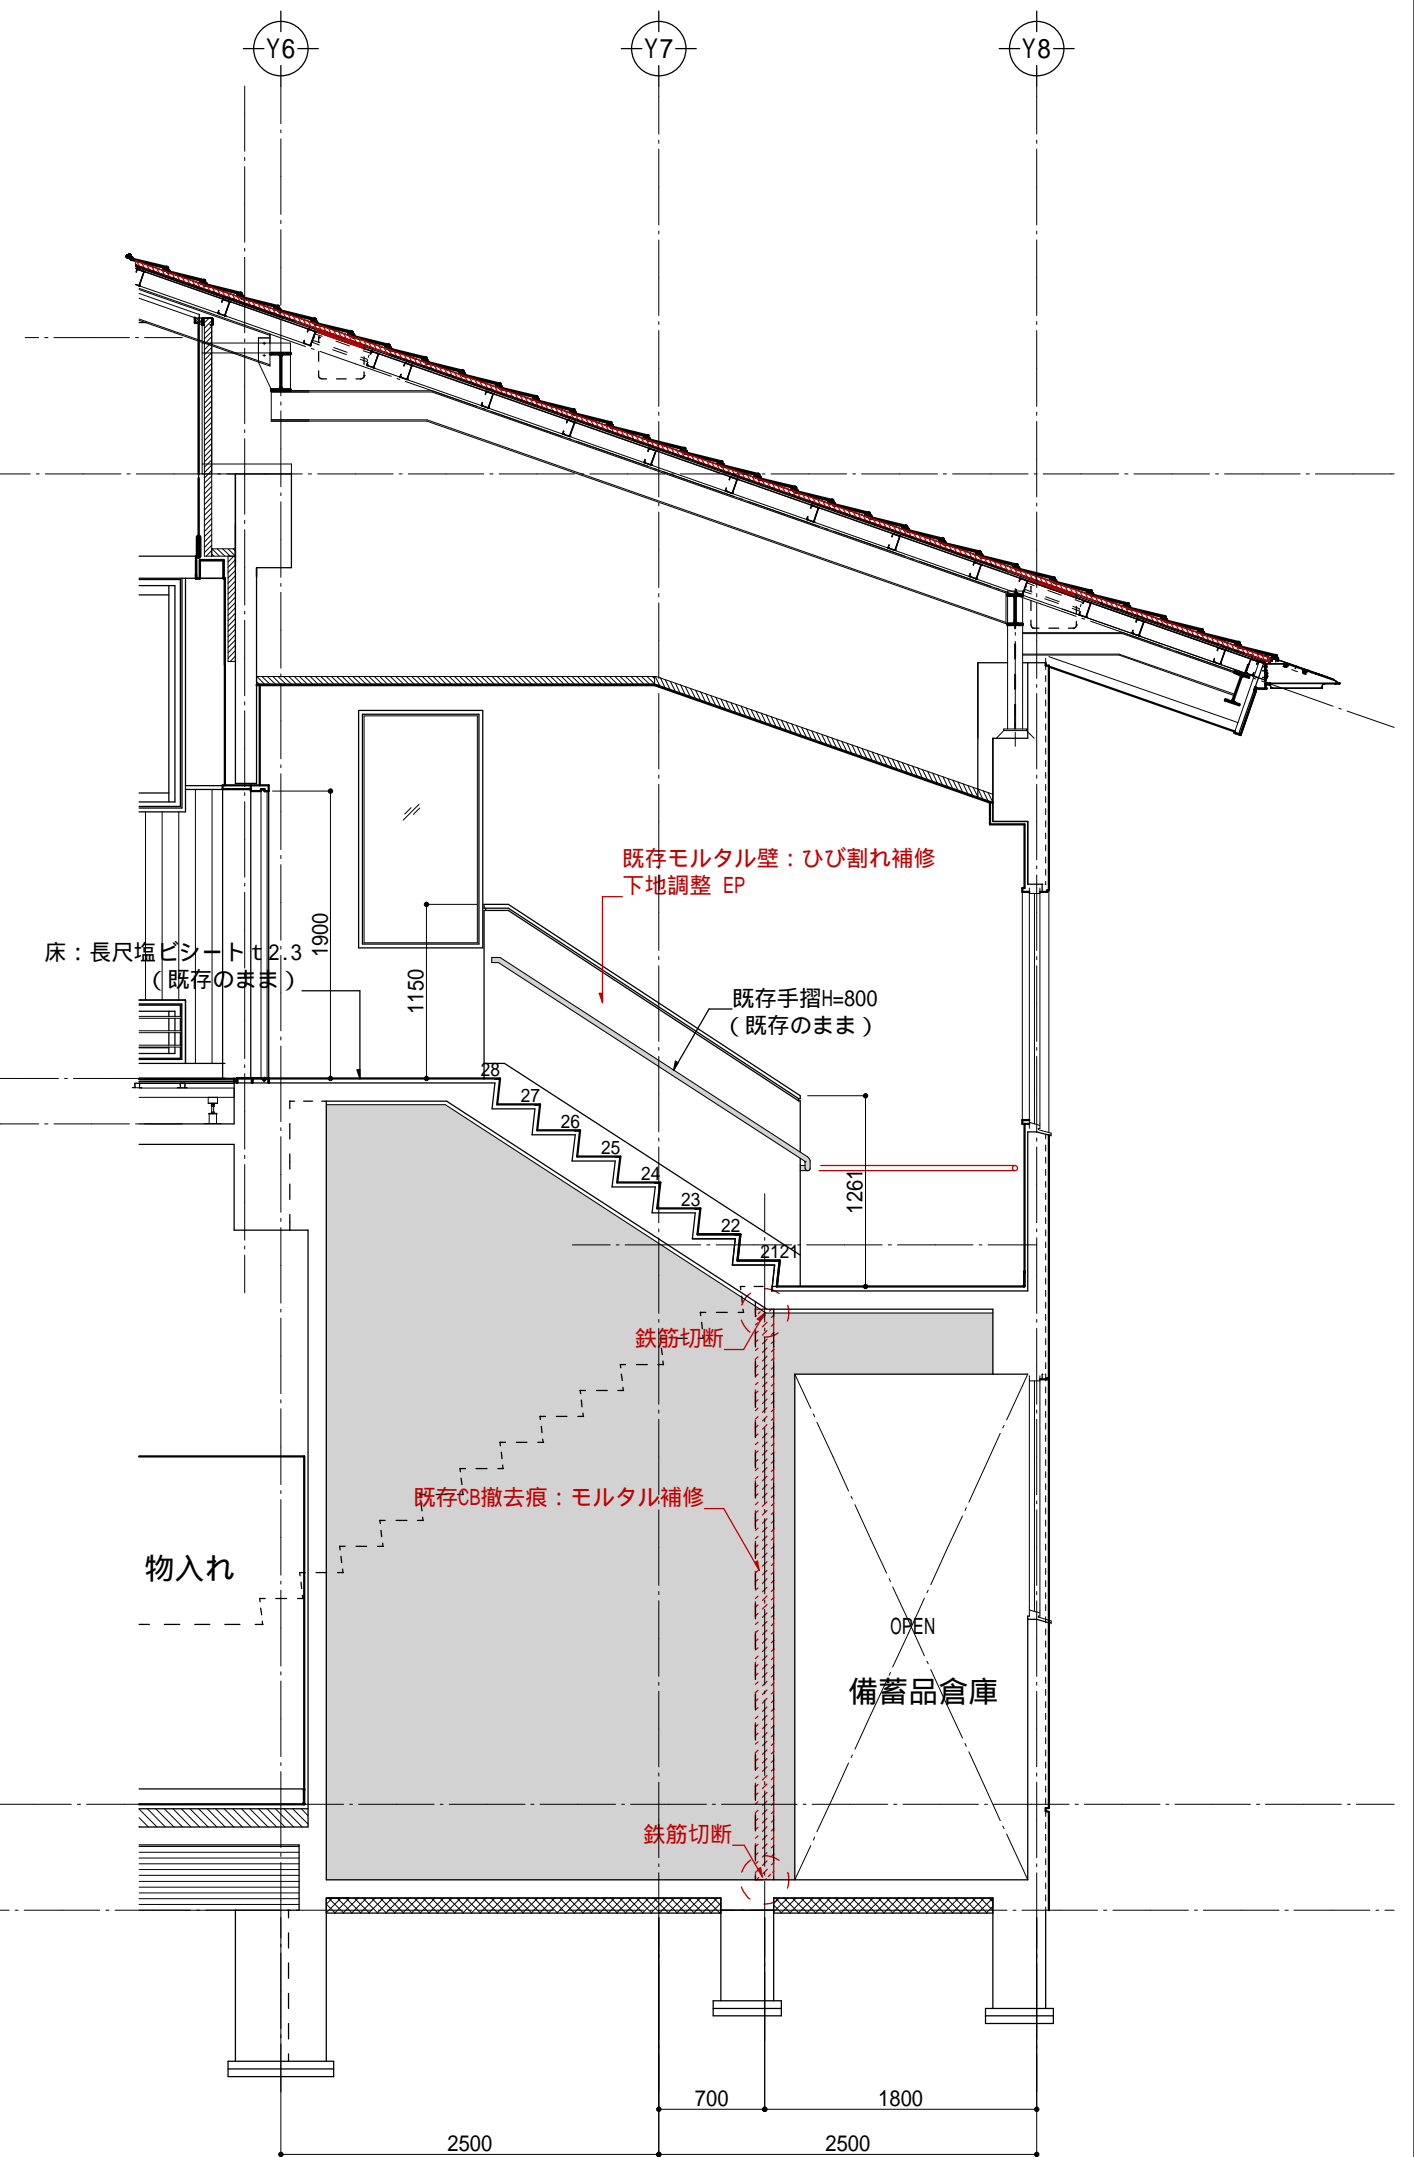 Y6
Y7
Y8
既存モルタル壁：ひび割れ補修
下地調整 EP
1900
床：長尺塩ビシート t2.3
（既存のまま）
1150
既存手摺H=800
（既存のまま）
28
27
26
25
24
23
22
2121
1261
鉄筋切断
既存CB撤去痕：モルタル補修
物入れ
OPEN
備蓄品倉庫
鉄筋切断
700
1800
2500
2500